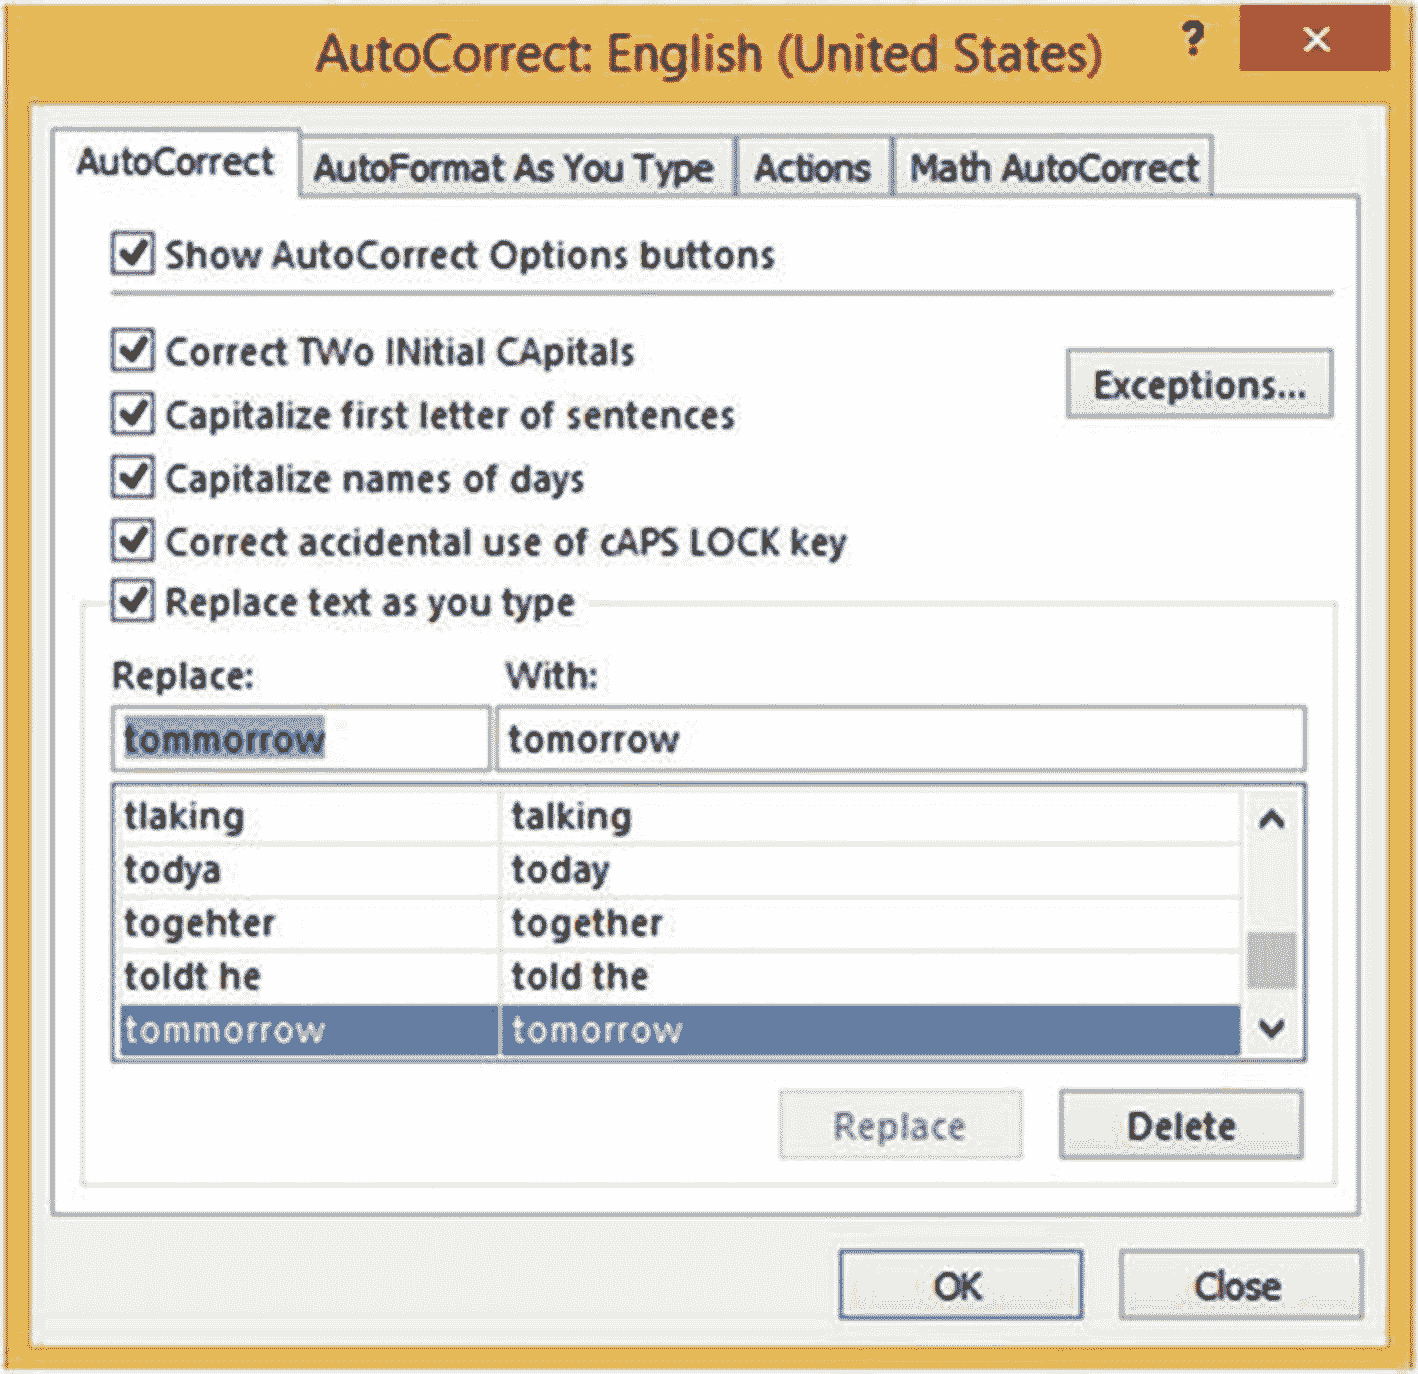 AutoCorrect: English (United States)
? ×
AutoCorrect AutoFormat As You Type Actions Math AutoCorrect
Show AutoCorrect Options buttons
Correct TWo INitial CApitals
Exceptions...
Capitalize first letter of sentences
Capitalize names of days
Correct accidental use of cAPS LOCK key
Replace text as you type
Replace: With:
tommorrow tomorrow
tlaking talking
todya today
togehter together
toldt he told the
tommorrow tomorrow
Replace Delete
OK Close